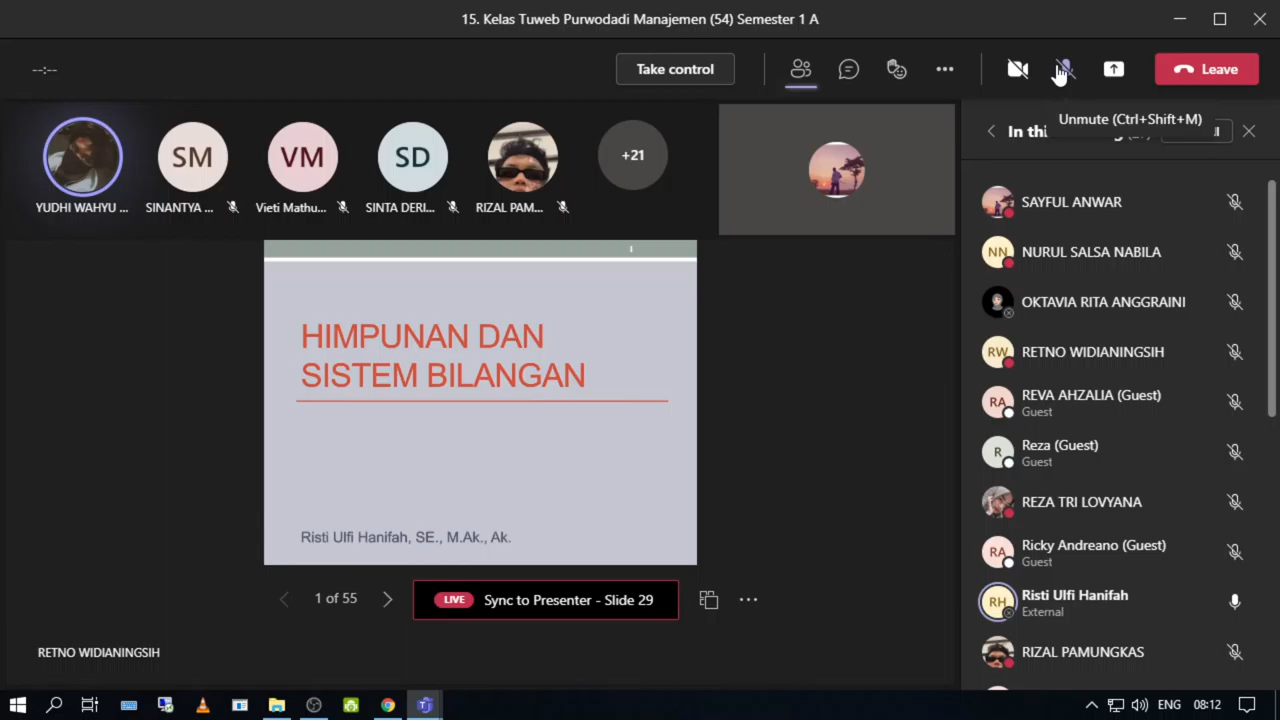 15. Kelas Tuweb Purwodadi Manajemen (54) Semester 1 A
--:--
Take control
Leave
Unmute (Ctrl+Shift+M)
SM
VM
SD
+21
YUDHI WAHYU ...
SINANTYA ...
Vieti Mathu...
SINTA DERI...
RIZAL PAM...
1
HIMPUNAN DAN
SISTEM BILANGAN
Risti Ulfi Hanifah, SE., M.Ak., Ak.
1 of 55
LIVE
Sync to Presenter - Slide 29
RETNO WIDIANINGSIH
In thi
SAYFUL ANWAR
NN
NURUL SALSA NABILA
OKTAVIA RITA ANGGRAINI
RW
RETNO WIDIANINGSIH
RA
REVA AHZALIA (Guest)
Guest
R
Reza (Guest)
Guest
REZA TRI LOVYANA
RA
Ricky Andreano (Guest)
Guest
RH
Risti Ulfi Hanifah
External
RIZAL PAMUNGKAS
ENG
08:12